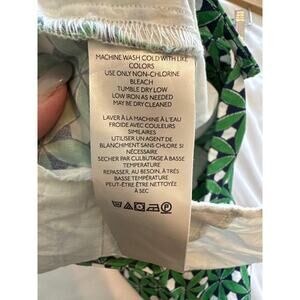 MACHINE WASH COLD WITH LIKE
COLORS
USE ONLY NON-CHLORINE
BLEACH
TUMBLE DRY LOW
LOW IRON AS NEEDED
MAY BE DRY CLEANED
LAVER À LA MACHINE À L'EAU
FROIDE AVEC COULEURS
SIMILAIRES
UTILISER UN AGENT DE
BLANCHIMENT SANS CHLORE SI
NÉCESSAIRE
SÉCHER PAR CULBUTAGE À BASSE
TEMPÉRATURE
REPASSER, AU BESOIN, À TRÈS
BASSE TEMPÉRATURE
PEUT-ÊTRE ÊTRE NETTOYÉE
À SEC